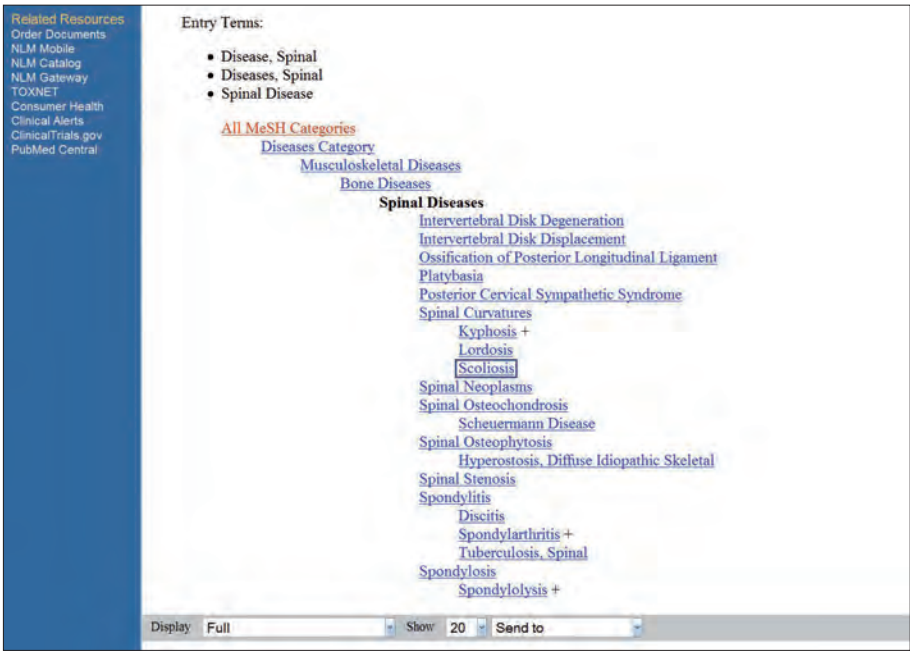 Related Resources
Order Documents
NLM Mobile
NLM Catalog
NLM Gateway
TOXNET
Consumer Health
Clinical Alerts
ClinicalTrials.gov
PubMed Central
Entry Terms:
• Disease, Spinal
• Diseases, Spinal
• Spinal Disease
All MeSH Categories
Diseases Category
Musculoskeletal Diseases
Bone Diseases
Spinal Diseases
Intervertebral Disk Degeneration
Intervertebral Disk Displacement
Ossification of Posterior Longitudinal Ligament
Platybasia
Posterior Cervical Sympathetic Syndrome
Spinal Curvatures
Kyphosis +
Lordosis
Scoliosis
Spinal Neoplasms
Spinal Osteochondrosis
Scheuermann Disease
Spinal Osteophytosis
Hyperostosis, Diffuse Idiopathic Skeletal
Spinal Stenosis
Spondylitis
Discitis
Spondylarthritis +
Tuberculosis, Spinal
Spondylosis
Spondylolysis +
Display Full Show 20 Send to